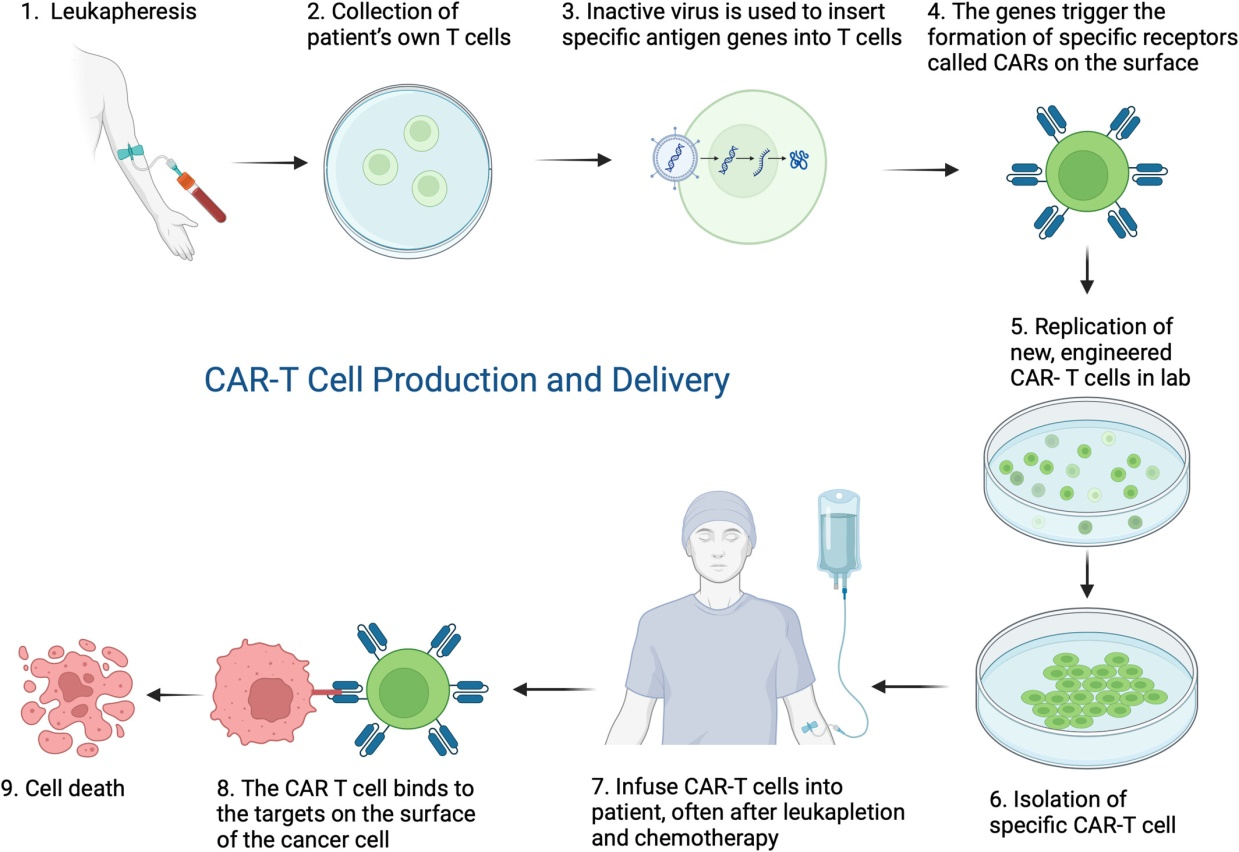 1. Leukapheresis
2. Collection of
patient's own T cells
3. Inactive virus is used to insert
specific antigen genes into T cells
4. The genes trigger the
formation of specific receptors
called CARs on the surface
5. Replication of
new, engineered
CAR- T cells in lab
CAR-T Cell Production and Delivery
6. Isolation of
specific CAR-T cell
7. Infuse CAR-T cells into
patient, often after leukapletion
and chemotherapy
8. The CAR T cell binds to
the targets on the surface
of the cancer cell
9. Cell death